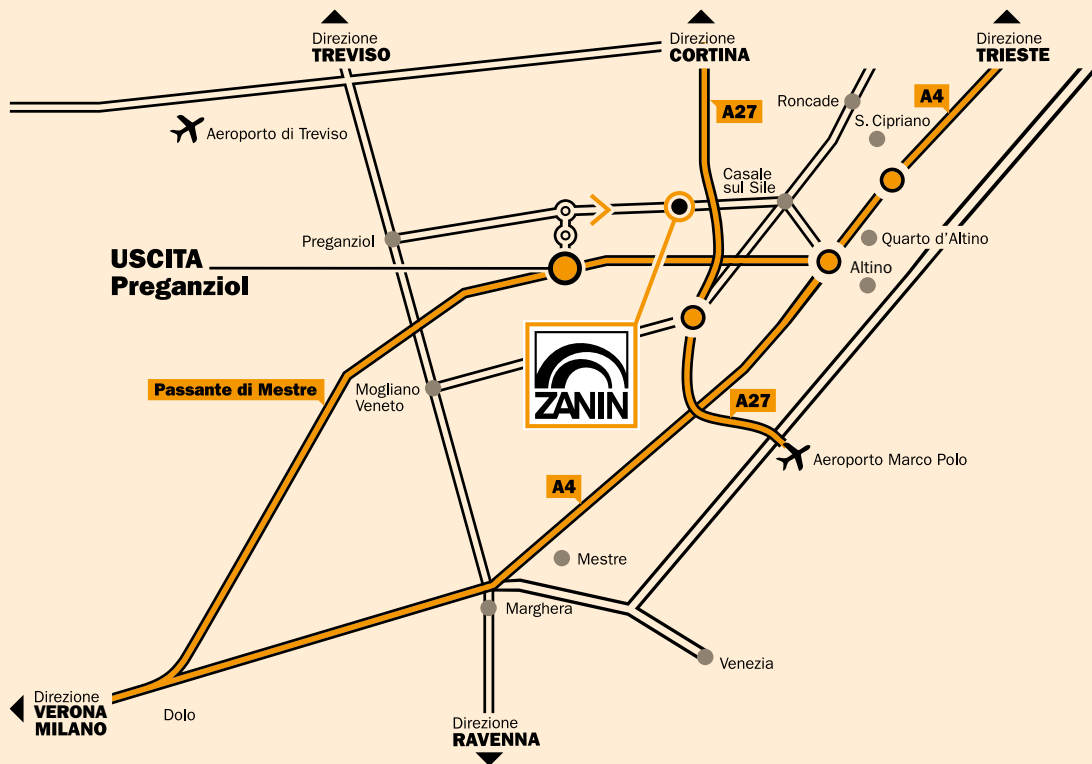 Direzione
TREVISO
Direzione
CORTINA
Direzione
TRIESTE
A27
A4
Roncade
S. Cipriano
Aeroporto di Treviso
Casale
sul Sile
Preganziol
Quarto d'Altino
USCITA
Preganziol
Altino
Passante di Mestre
Mogliano
Veneto
ZANIN
A27
Aeroporto Marco Polo
A4
Mestre
Marghera
Venezia
Direzione
VERONA
MILANO
Dolo
Direzione
RAVENNA